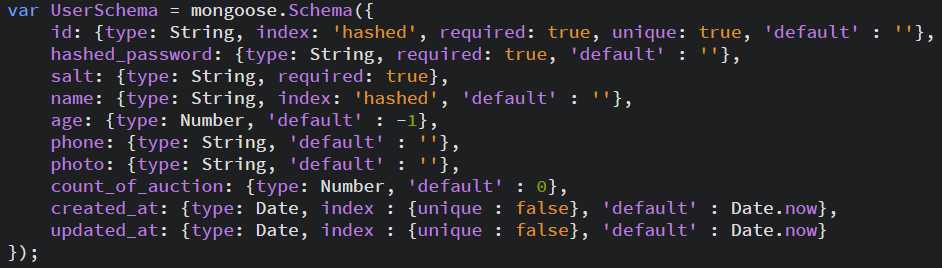 var UserSchema = mongoose.Schema({
    id: {type: String, index: 'hashed', required: true, unique: true, 'default' : ''},
    hashed_password: {type: String, required: true, 'default' : ''},
    salt: {type: String, required: true},
    name: {type: String, index: 'hashed', 'default' : ''},
    age: {type: Number, 'default' : -1},
    phone: {type: String, 'default' : ''},
    photo: {type: String, 'default' : ''},
    count_of_auction: {type: Number, 'default' : 0},
    created_at: {type: Date, index : {unique : false}, 'default' : Date.now},
    updated_at: {type: Date, index : {unique : false}, 'default' : Date.now}
});